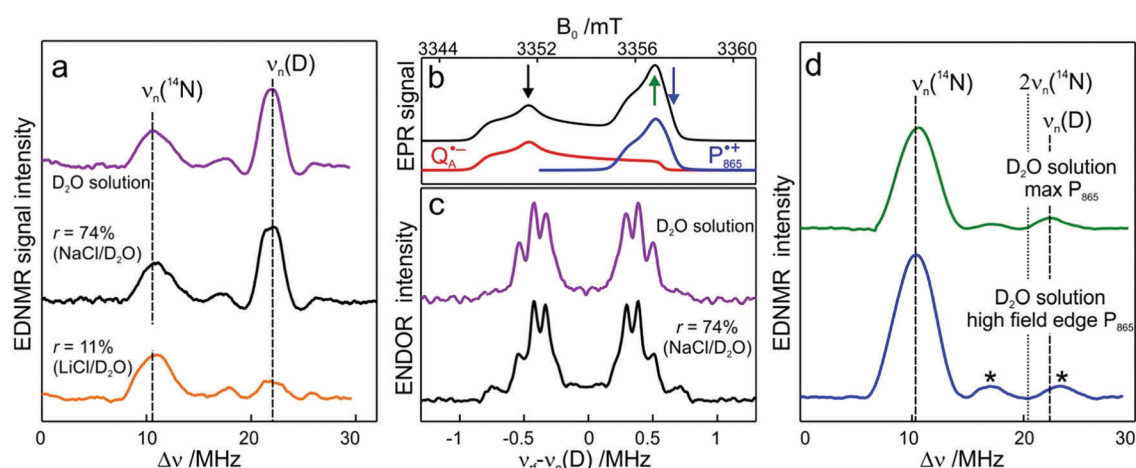 a
νₙ(¹⁴N)
νₙ(D)
D₂O solution
r = 74%
(NaCl/D₂O)
r = 11%
(LiCl/D₂O)
EDNMR signal intensity
0 10 20 30
Δν /MHz
B₀ /mT
3344 3352 3356 3360
b
EPR signal
Q_A^•−
P₈₆₅^•+
c
D₂O solution
r = 74%
(NaCl/D₂O)
ENDOR intensity
-1 -0.5 0 0.5 1
ν_d-νₙ(D) /MHz
d
νₙ(¹⁴N)
2νₙ(¹⁴N)
νₙ(D)
D₂O solution
max P₈₆₅
D₂O solution
high field edge P₈₆₅
* *
EDNMR intensity
0 10 20 30
Δν /MHz